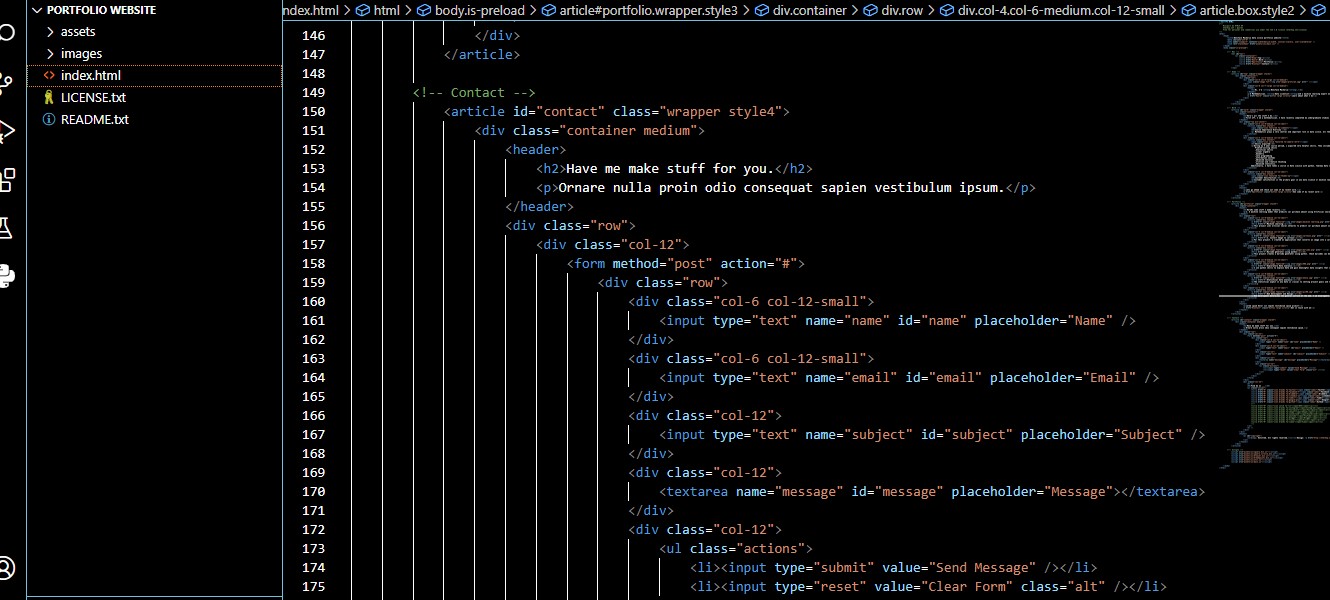 PORTFOLIO WEBSITE
assets
images
index.html
LICENSE.txt
README.txt
ndex.html > html > body.is-preload > article#portfolio.wrapper.style3 > div.container > div.row > div.col-4.col-6-medium.col-12-small > article.box.style2 >
146 </div>
147 </article>
148
149 <!-- Contact -->
150 <article id="contact" class="wrapper style4">
151 <div class="container medium">
152 <header>
153 <h2>Have me make stuff for you.</h2>
154 <p>Ornare nulla proin odio consequat sapien vestibulum ipsum.</p>
155 </header>
156 <div class="row">
157 <div class="col-12">
158 <form method="post" action="#">
159 <div class="row">
160 <div class="col-6 col-12-small">
161 <input type="text" name="name" id="name" placeholder="Name" />
162 </div>
163 <div class="col-6 col-12-small">
164 <input type="text" name="email" id="email" placeholder="Email" />
165 </div>
166 <div class="col-12">
167 <input type="text" name="subject" id="subject" placeholder="Subject" />
168 </div>
169 <div class="col-12">
170 <textarea name="message" id="message" placeholder="Message"></textarea>
171 </div>
172 <div class="col-12">
173 <ul class="actions">
174 <li><input type="submit" value="Send Message" /></li>
175 <li><input type="reset" value="Clear Form" class="alt" /></li>